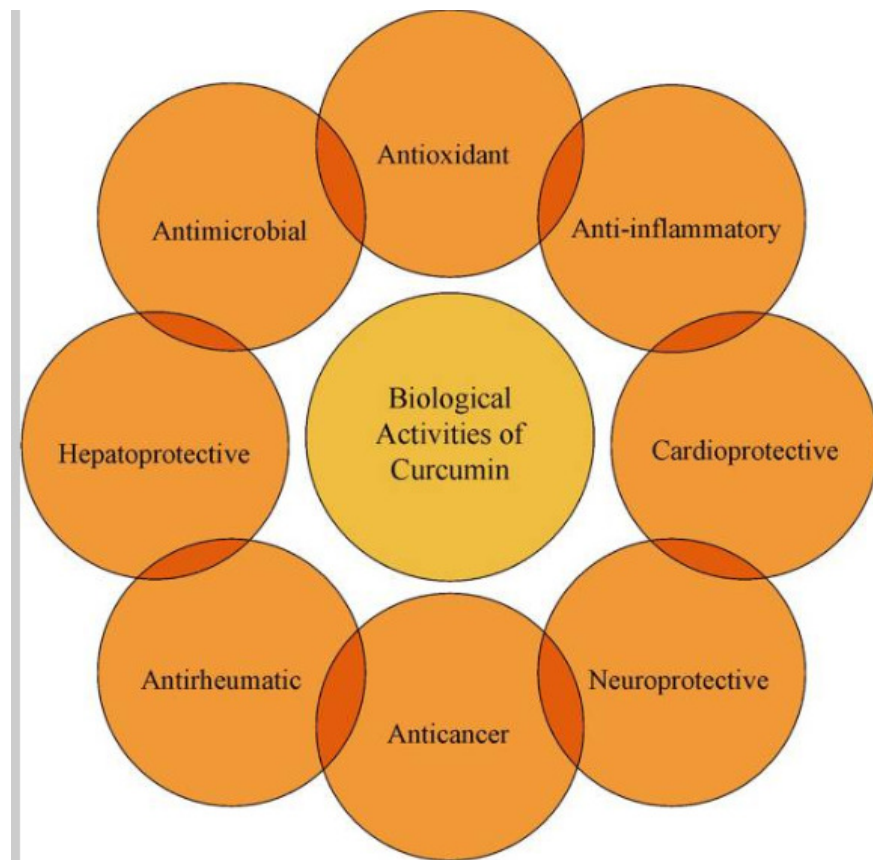 Antioxidant
Antimicrobial
Anti-inflammatory
Biological
Activities of
Curcumin
Hepatoprotective
Cardioprotective
Antirheumatic
Neuroprotective
Anticancer